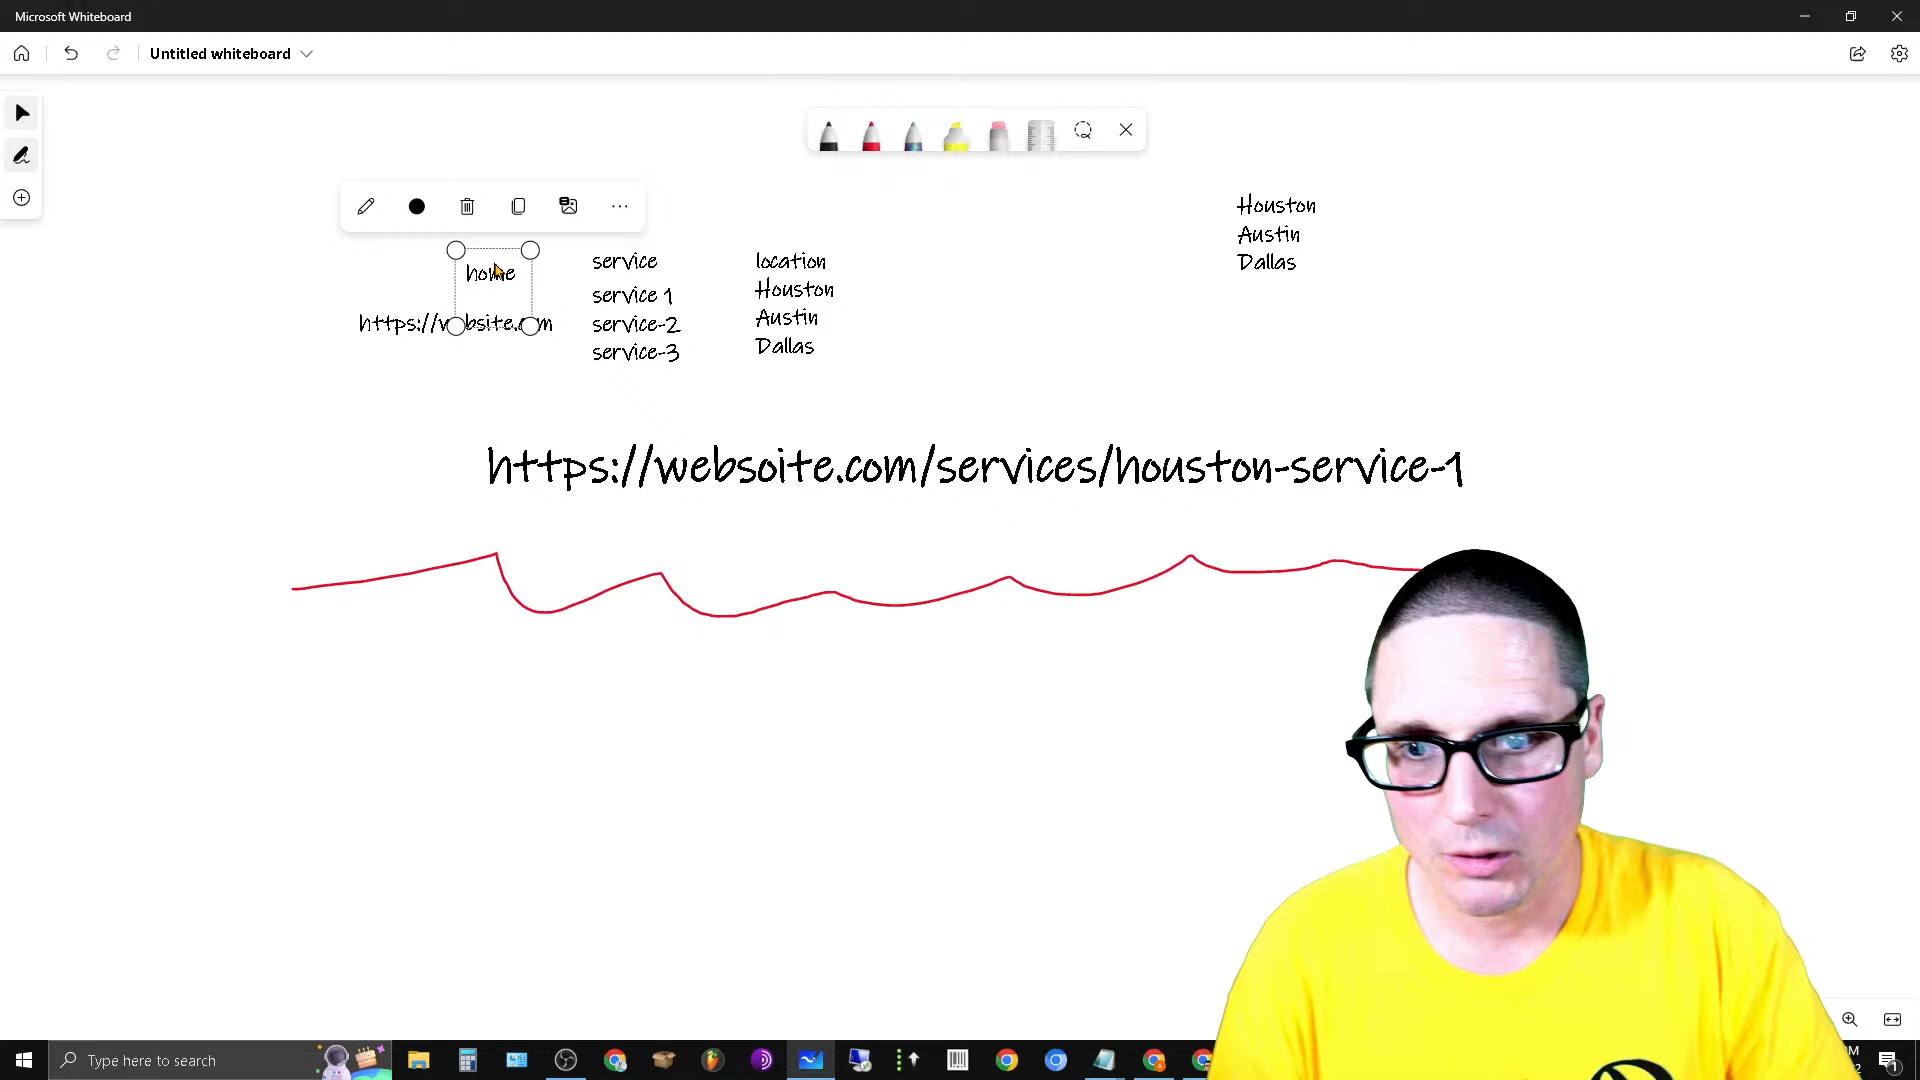 Microsoft Whiteboard
Untitled whiteboard
Houston
Austin
Dallas
home
https://website.com
service
service 1
service-2
service-3
location
Houston
Austin
Dallas
https://websoite.com/services/houston-service-1
Type here to search